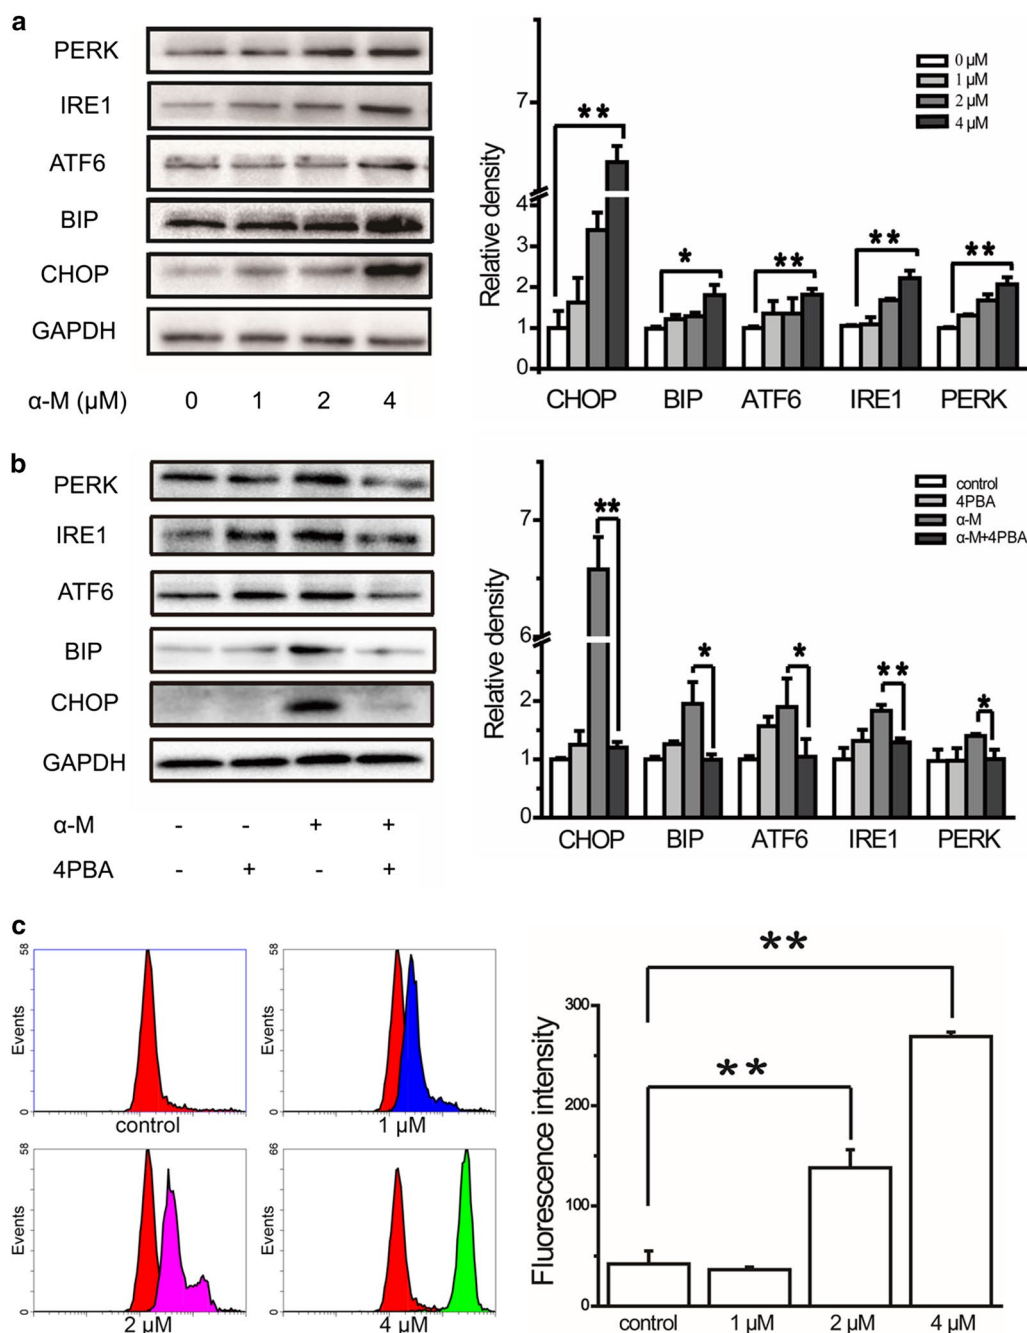 a
PERK
IRE1
ATF6
BIP
CHOP
GAPDH
α-M (μM) 0 1 2 4
Relative density
7
4
3
2
1
0
0 μM
1 μM
2 μM
4 μM
**
*
**
**
**
CHOP BIP ATF6 IRE1 PERK
b
PERK
IRE1
ATF6
BIP
CHOP
GAPDH
α-M - - + +
4PBA - + - +
Relative density
7
6
2
1
0
control
4PBA
α-M
α-M+4PBA
**
*
*
**
*
CHOP BIP ATF6 IRE1 PERK
c
58
Events
0
control
58
Events
0
1 μM
58
Events
0
2 μM
66
Events
0
4 μM
Fluorescence intensity
300
200
100
0
**
**
control 1 μM 2 μM 4 μM